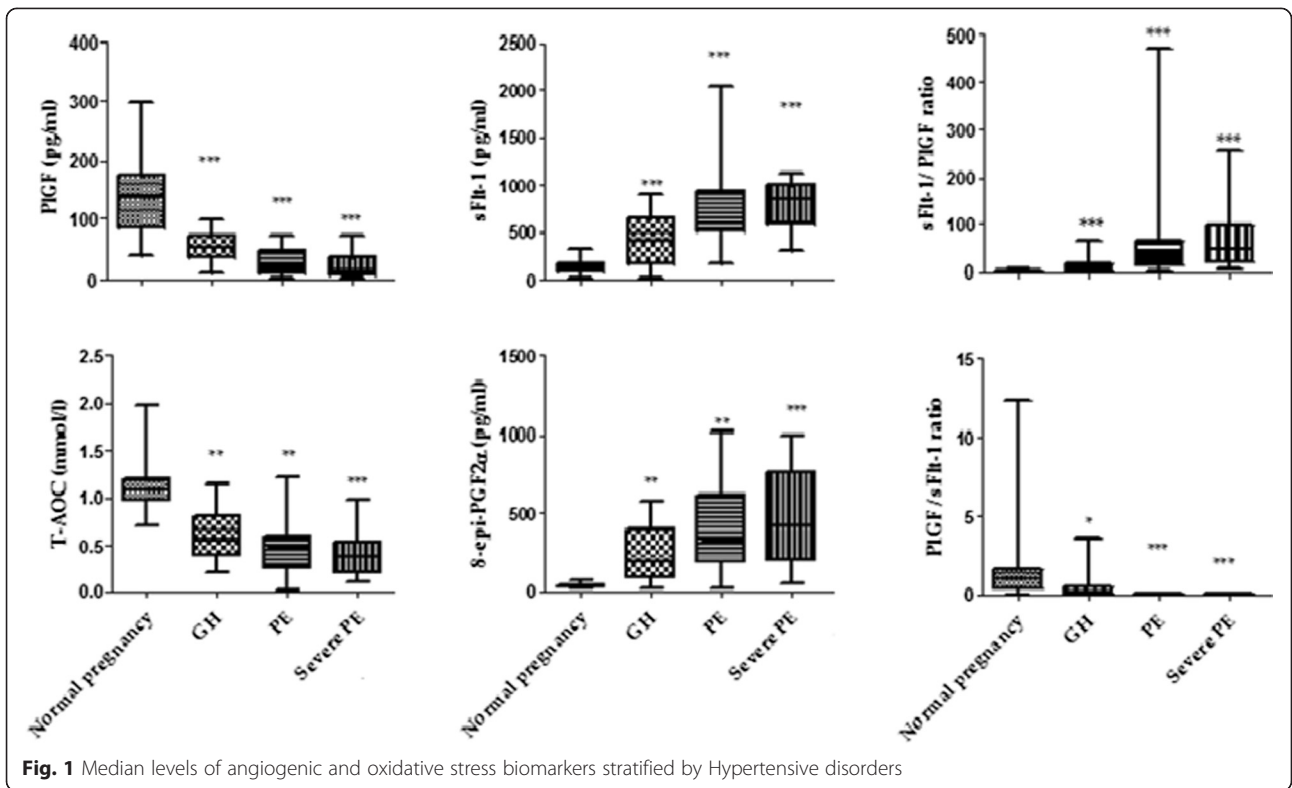 PlGF (pg/ml)
400
300
200
100
0
***
***
***
sFlt-1 (pg/ml)
2500
2000
1500
1000
500
0
***
***
***
sFlt-1/ PlGF ratio
500
400
300
200
100
0
***
***
***
T-AOC (mmol/l)
2.5
2.0
1.5
1.0
0.5
0.0
**
**
***
Normal pregnancy
GH
PE
Severe PE
8-epi-PGF2α (pg/ml)
1500
1000
500
0
**
**
***
Normal pregnancy
GH
PE
Severe PE
PlGF/sFlt-1 ratio
15
10
5
0
*
***
***
Normal pregnancy
GH
PE
Severe PE
Fig. 1 Median levels of angiogenic and oxidative stress biomarkers stratified by Hypertensive disorders